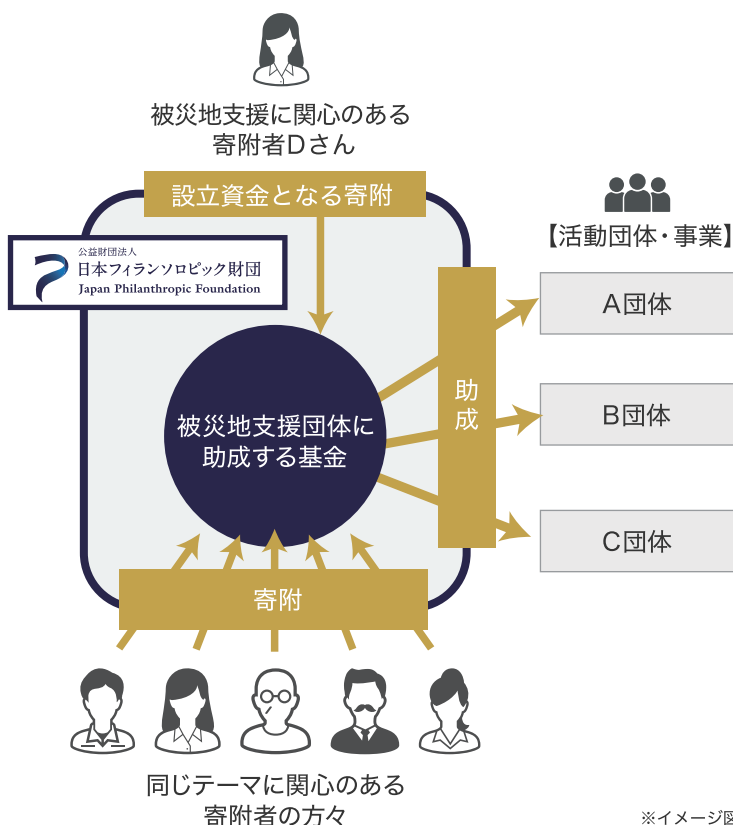 被災地支援に関心のある
寄附者Dさん
設立資金となる寄附
公益財団法人
日本フィランソロピック財団
Japan Philanthropic Foundation
【活動団体・事業】
A団体
B団体
C団体
助成
被災地支援団体に
助成する基金
寄附
同じテーマに関心のある
寄附者の方々
※イメージ図